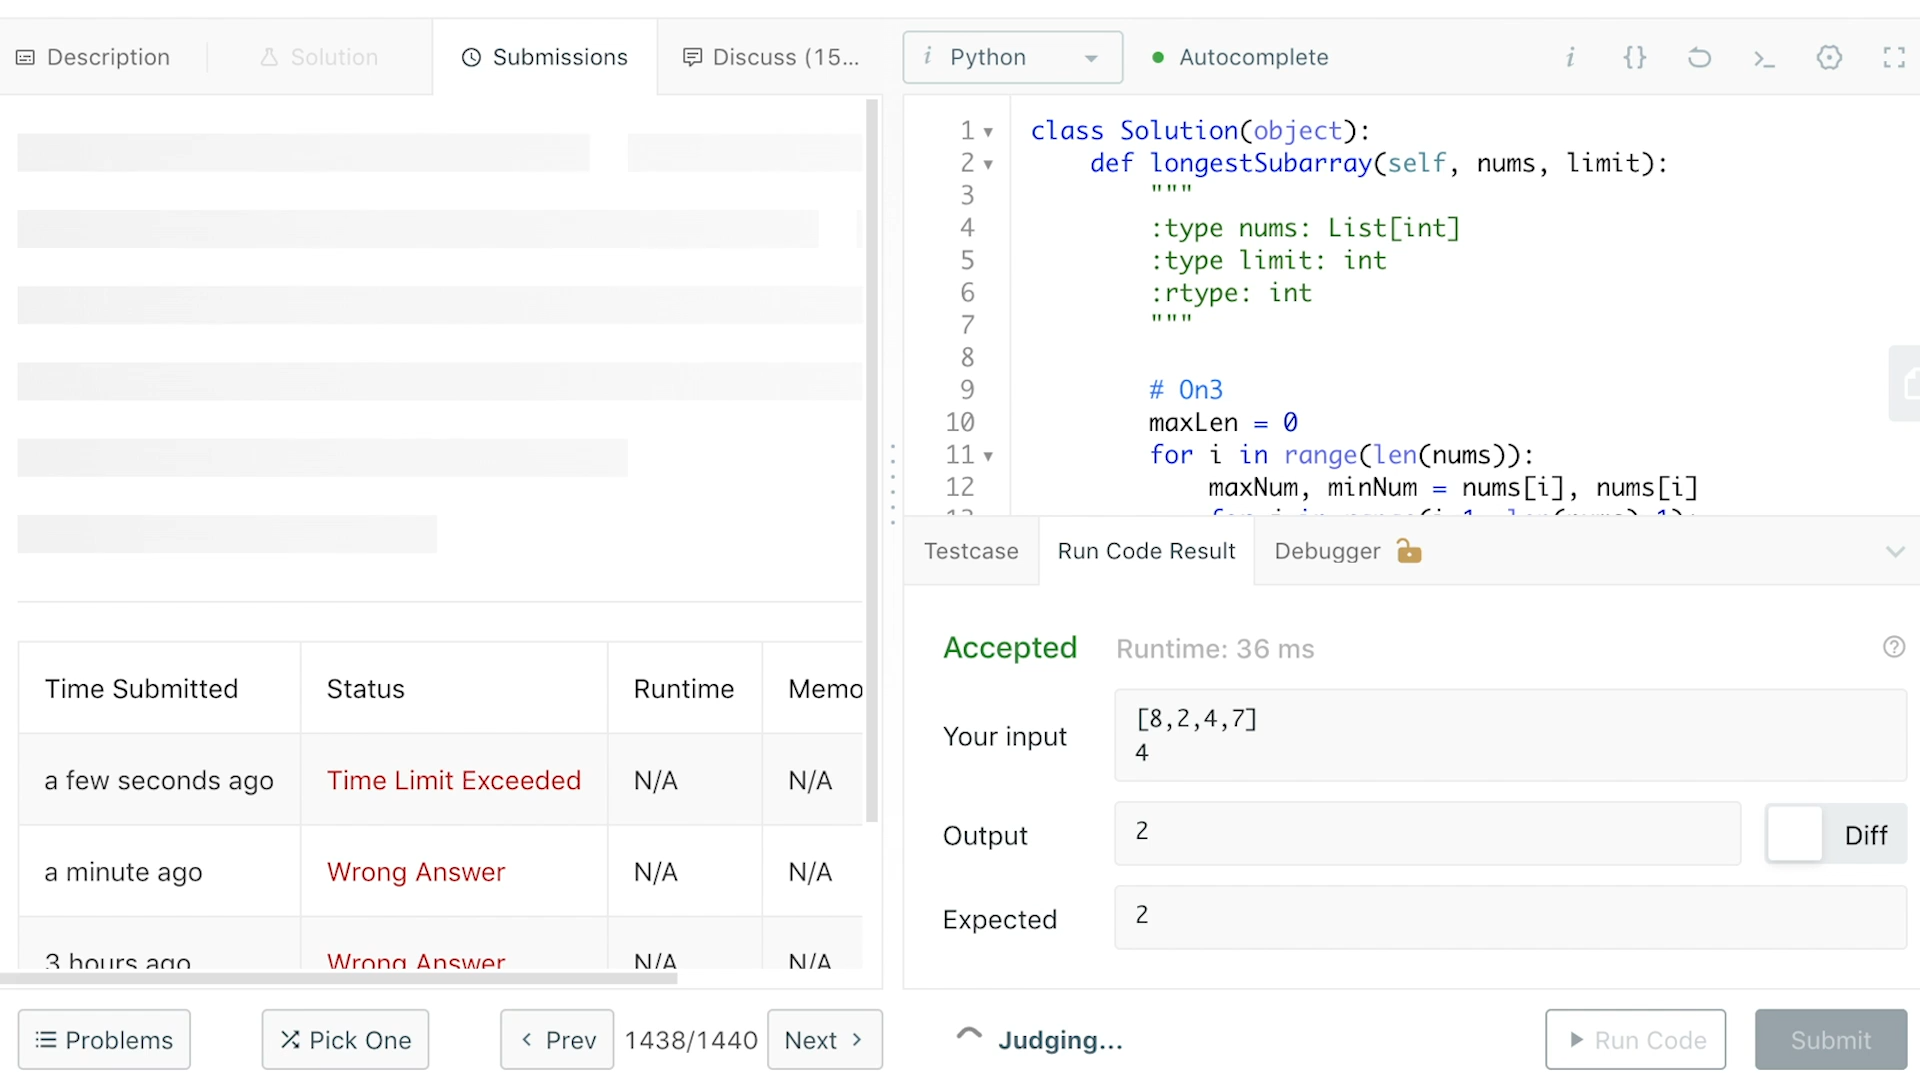 Description
Solution
Submissions
Discuss (15...
i Python
Autocomplete
1 class Solution(object):
2 def longestSubarray(self, nums, limit):
3 """
4 :type nums: List[int]
5 :type limit: int
6 :rtype: int
7 """
8
9 # On3
10 maxLen = 0
11 for i in range(len(nums)):
12 maxNum, minNum = nums[i], nums[i]
Testcase
Run Code Result
Debugger
Accepted Runtime: 36 ms
Your input
[8,2,4,7]
4
Output
2
Diff
Expected
2
Time Submitted Status Runtime Memo
a few seconds ago Time Limit Exceeded N/A N/A
a minute ago Wrong Answer N/A N/A
3 hours ago Wrong Answer N/A N/A
Problems
Pick One
Prev
1438/1440
Next
Judging...
Run Code
Submit